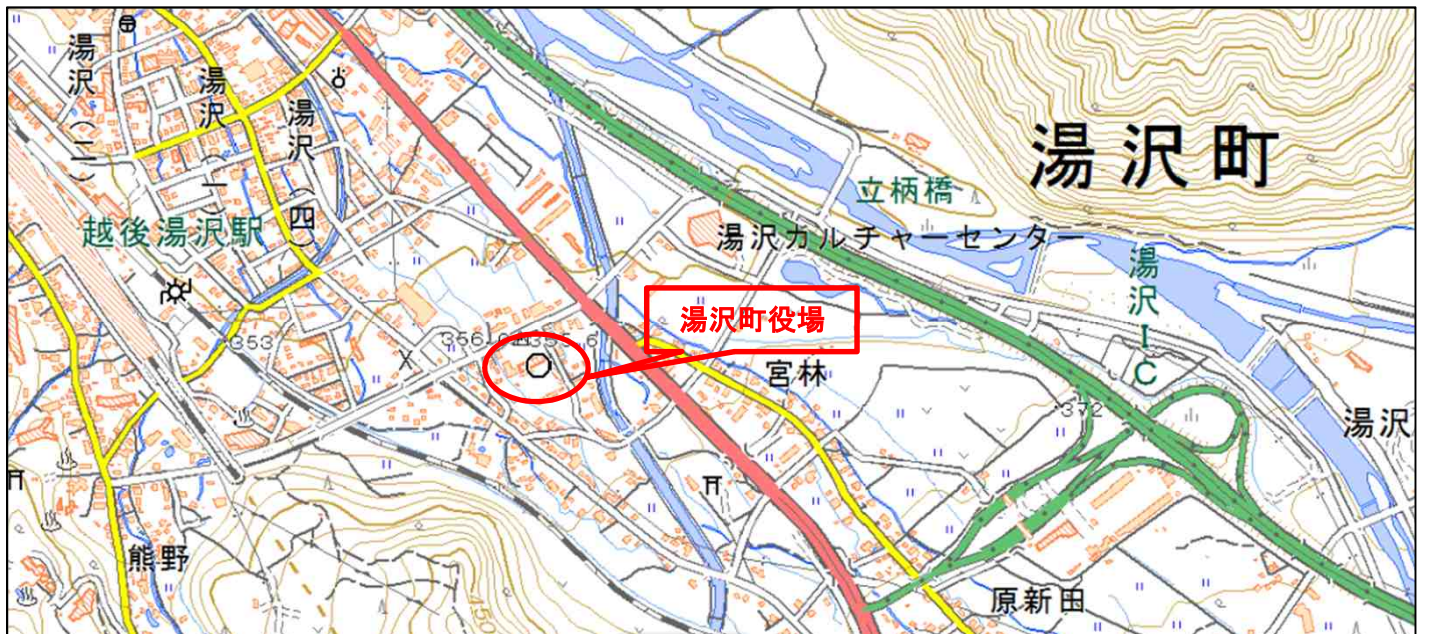 湯沢(二)
湯沢(一)
湯沢(四)
湯沢町
立柄橋
越後湯沢駅
湯沢カルチャーセンター
湯沢IC
湯沢町役場
353
宮林
372
湯沢
熊野
原新田
450